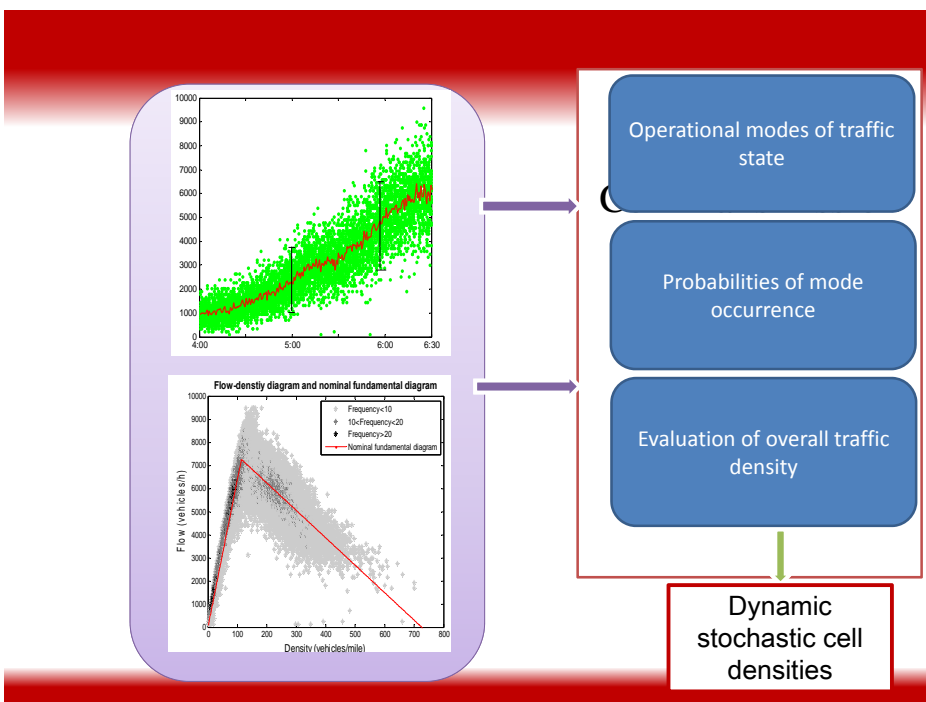 10000
9000
8000
7000
6000
5000
4000
3000
2000
1000
0
4:00 5:00 6:00 6:30
Flow-denstiy diagram and nominal fundamental diagram
10000
9000
8000
7000
6000
5000
4000
3000
2000
1000
0
Flow (vehicles/h)
Frequency<10
10<Frequency<20
Frequency>20
Nominal fundamental diagram
0 100 200 300 400 500 600 700 800
Density (vehicles/mile)
Operational modes of traffic
state
Probabilities of mode
occurrence
Evaluation of overall traffic
density
Dynamic
stochastic cell
densities